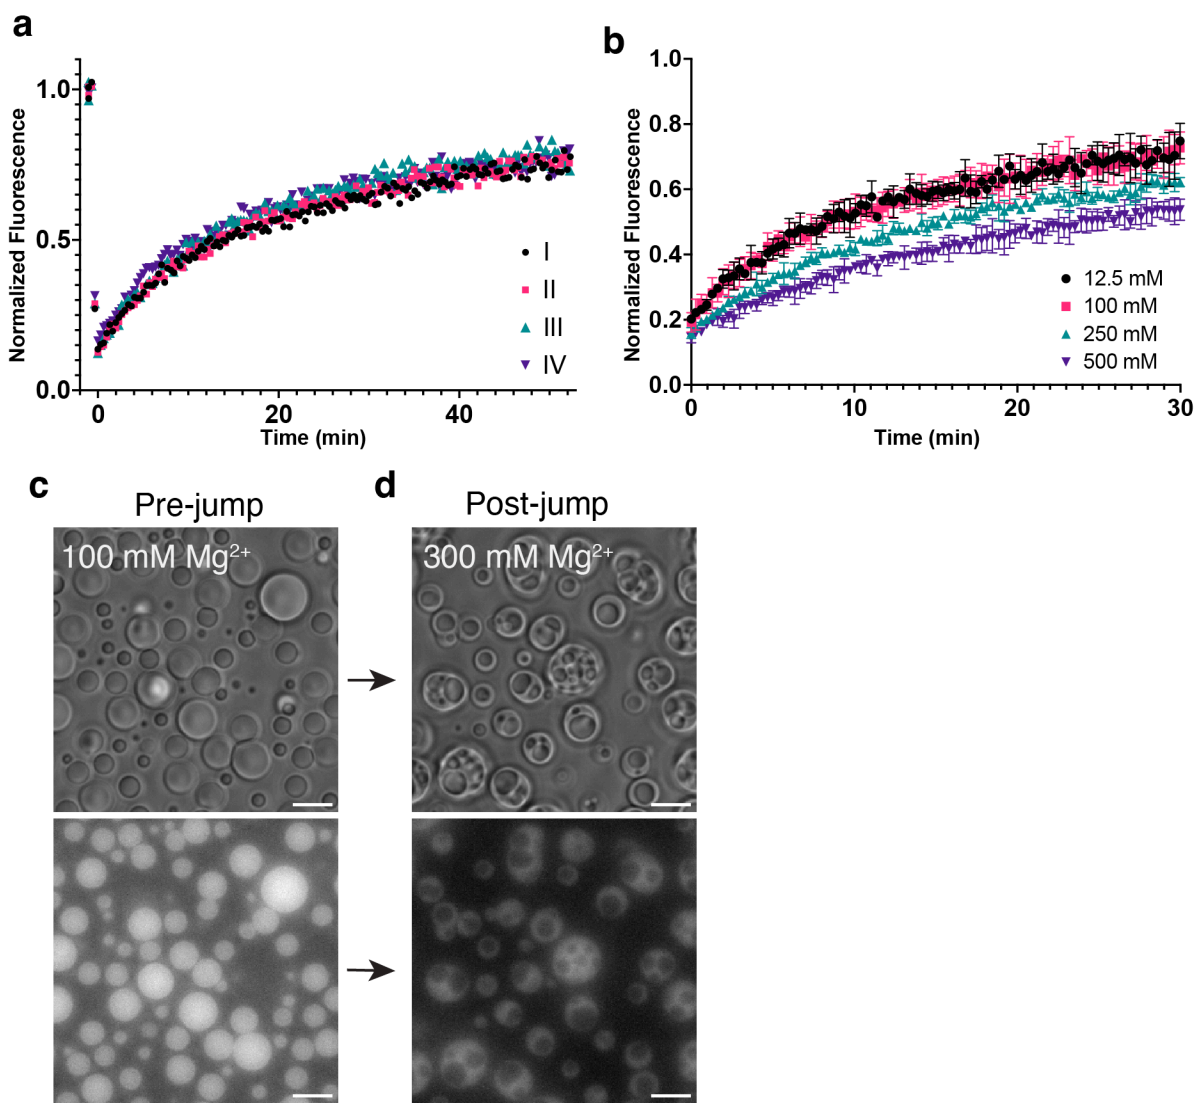 a
Normalized Fluorescence
1.0
0.5
0.0
0
20
40
Time (min)
I
II
III
IV
b
Normalized Fluorescence
1.0
0.8
0.6
0.4
0.2
0.0
0
10
20
30
Time (min)
12.5 mM
100 mM
250 mM
500 mM
c
Pre-jump
100 mM Mg²⁺
d
Post-jump
300 mM Mg²⁺